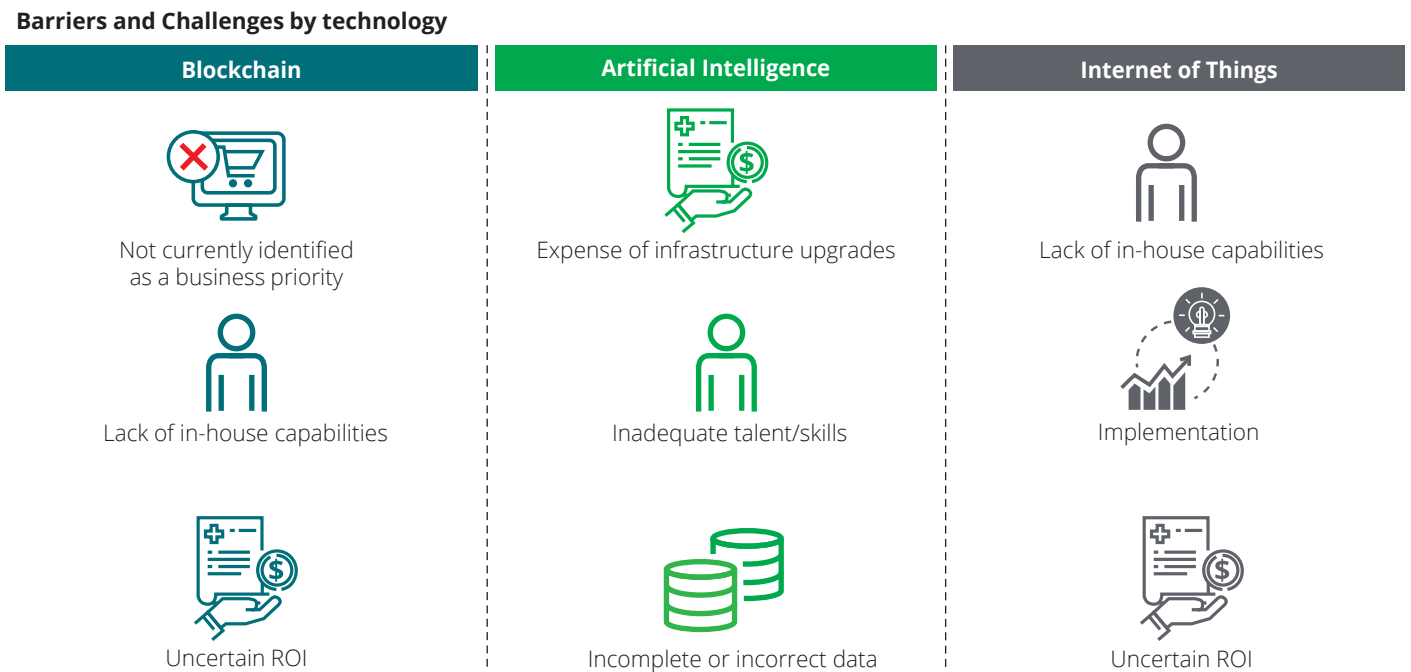 Barriers and Challenges by technology
Blockchain
Not currently identified
as a business priority
Lack of in-house capabilities
$
Uncertain ROI
Artificial Intelligence
$
Expense of infrastructure upgrades
Inadequate talent/skills
Incomplete or incorrect data
Internet of Things
Lack of in-house capabilities
Implementation
$
Uncertain ROI